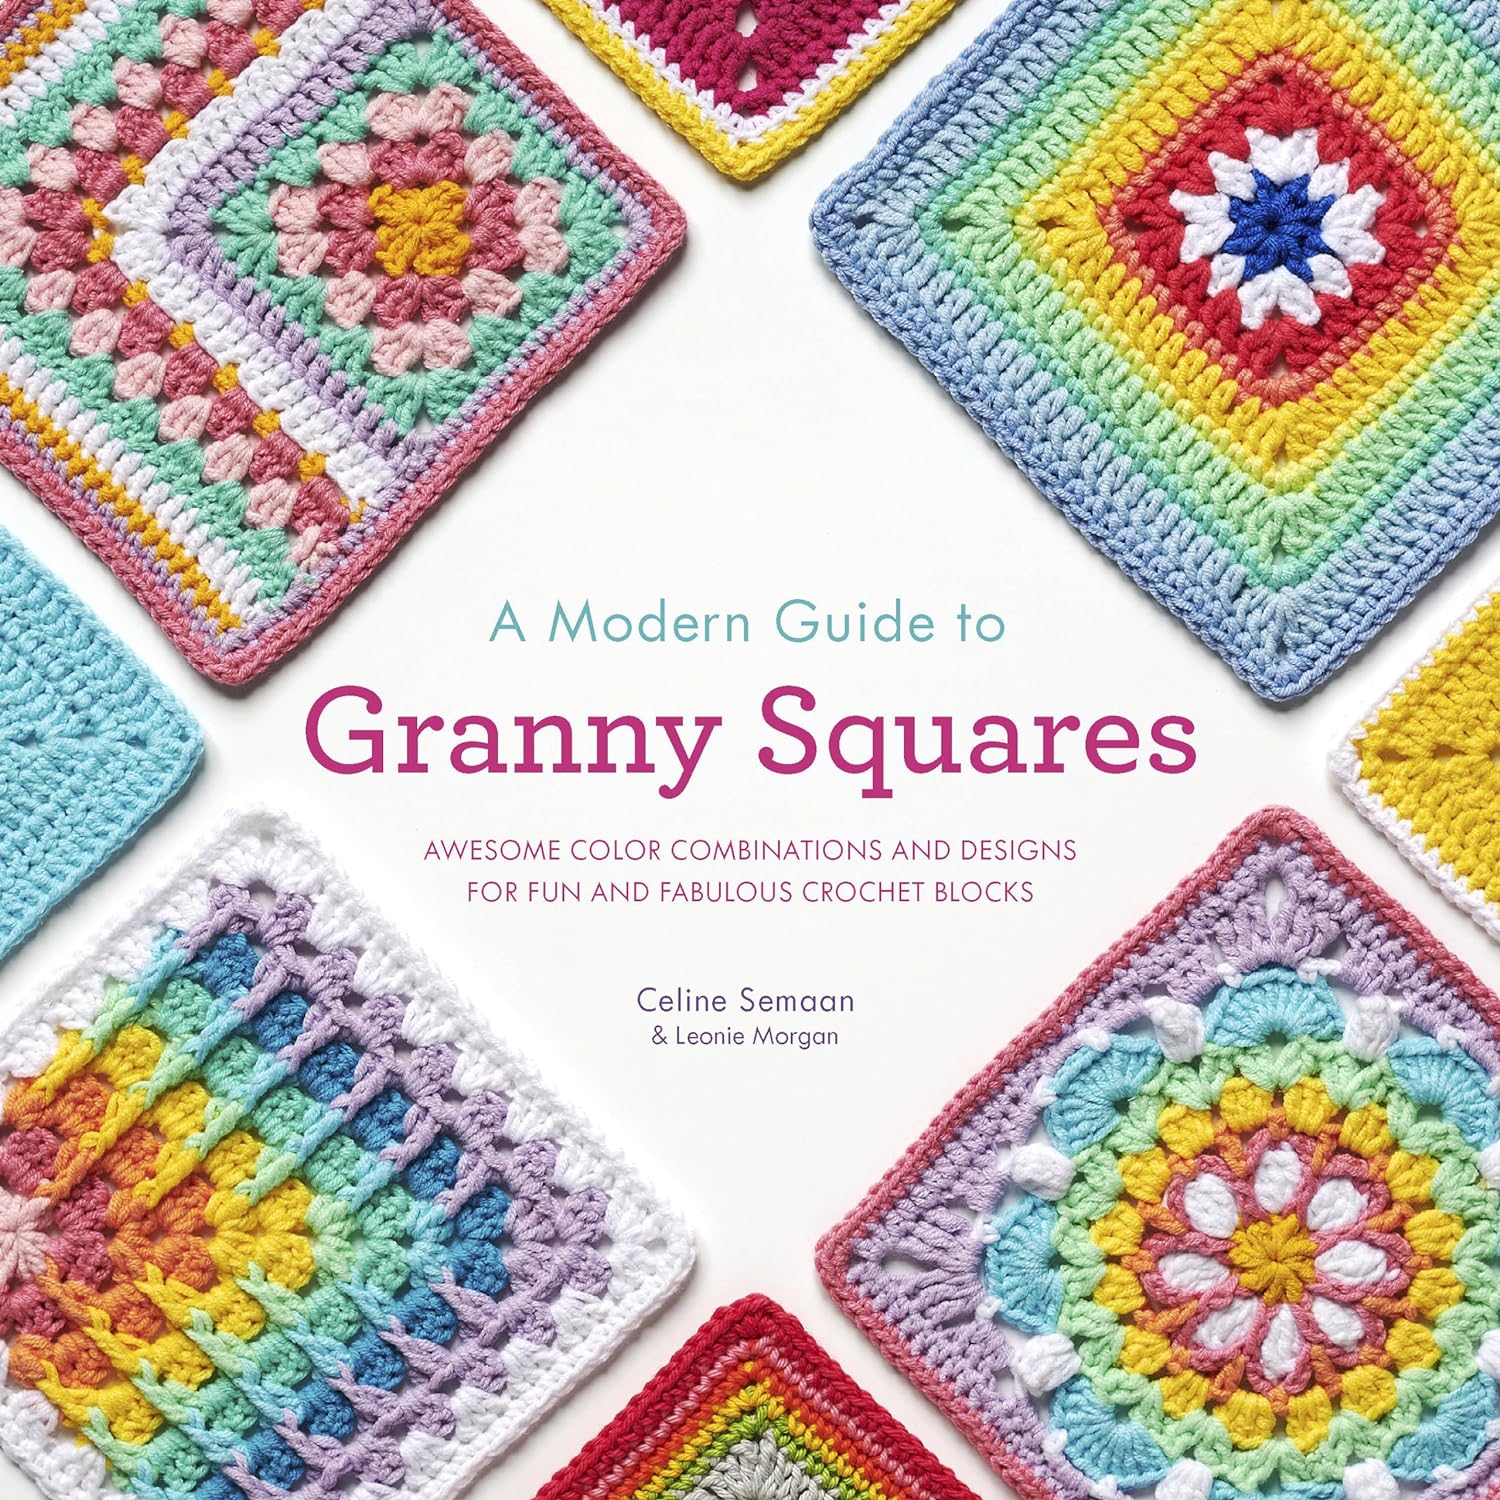 A Modern Guide to
Granny Squares
AWESOME COLOR COMBINATIONS AND DESIGNS
FOR FUN AND FABULOUS CROCHET BLOCKS
Celine Semaan
& Leonie Morgan